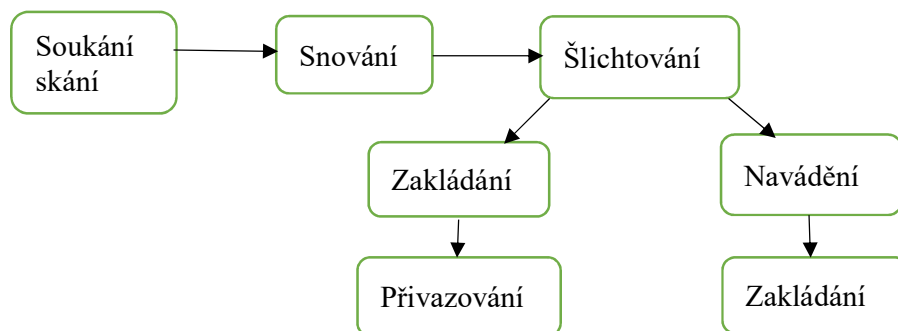 Soukání
skání
Snování
Šlichtování
Zakládání
Navádění
Přivazování
Zakládání